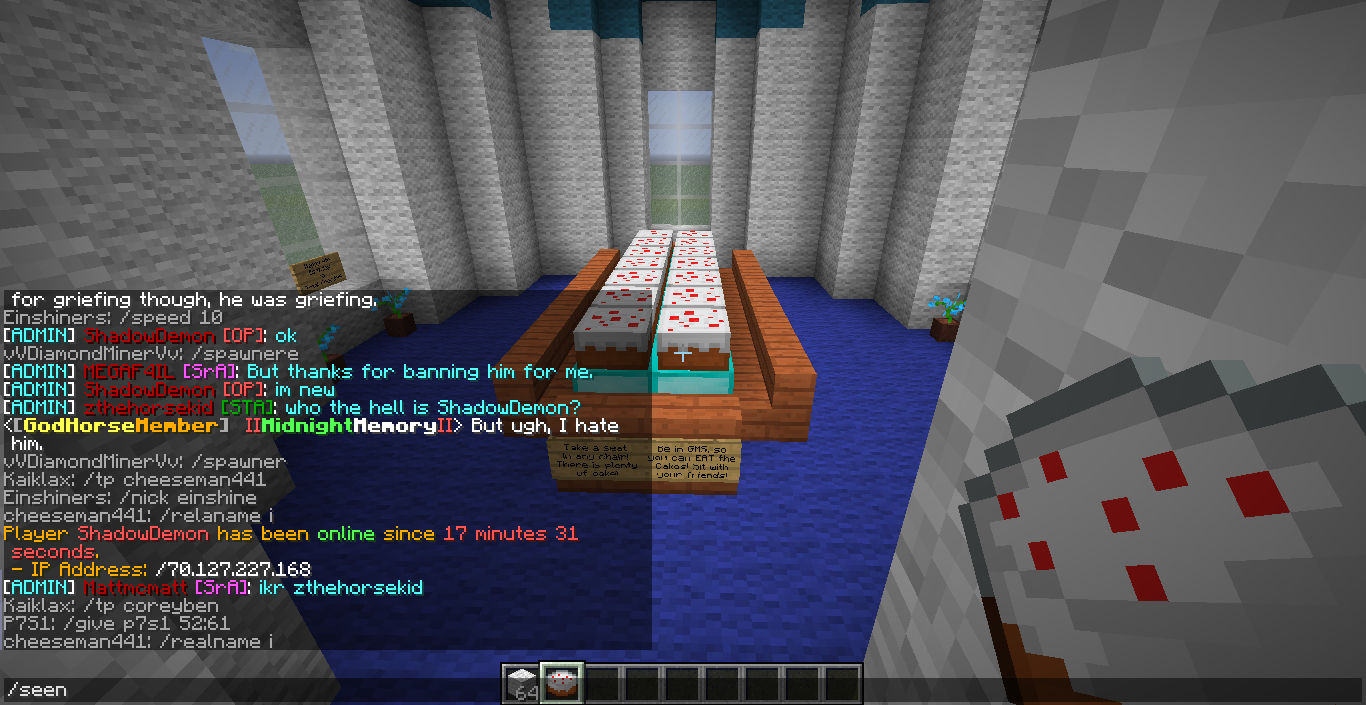 for griefing though, he was griefing.
Einshiners: /speed 10
[ADMIN] ShadowDemon [OP]: ok
vVDiamondMinerVv: /spawnere
[ADMIN] MEGAF4IL [SrA]: But thanks for banning him for me.
[ADMIN] ShadowDemon [OP]: im new
[ADMIN] zthehorsekid [STA]: who the hell is ShadowDemon?
<[GodHorseMember] IIMidnightMemoryII> But ugh, I hate
him.
vVDiamondMinerVv: /spawner
Kaiklax: /tp cheeseman441
Einshiners: /nick einshine
cheeseman441: /relaname i
Player ShadowDemon has been online since 17 minutes 31
seconds.
- IP Address: /70.127.227.168
[ADMIN] Mattmcmatt [SrA]: ikr zthehorsekid
Kaiklax: /tp coreyben
P7S1: /give p7s1 52:61
cheeseman441: /realname i
/seen
64
Take a seat
in any chair!
There is plenty
of cake!
Be in GMS, so
you can EAT the
Cakes! Sit with
your friends!